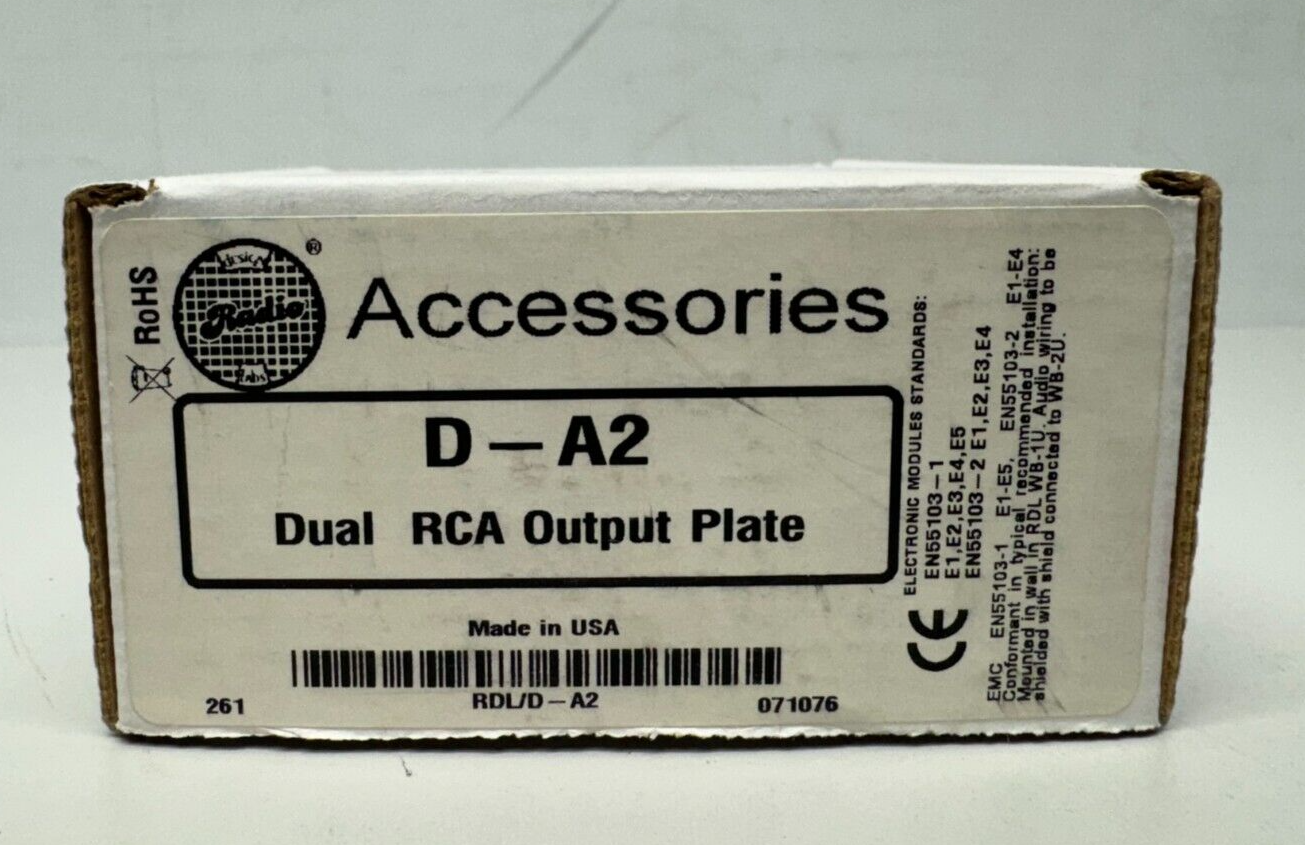 RoHS
design
Radio
labs
®
Accessories
D-A2
Dual RCA Output Plate
Made in USA
261
RDL/D-A2
071076
CE
ELECTRONIC MODULES STANDARDS:
EN55103-1
E1,E2,E3,E4,E5
EN55103-2 E1,E2,E3,E4
EMC EN55103-1 E1-E5, EN55103-2 E1-E4
Conformant in typical recommended installation:
Mounted in wall in RDL WB-1U. Audio wiring to be
shielded with shield connected to WB-2U.